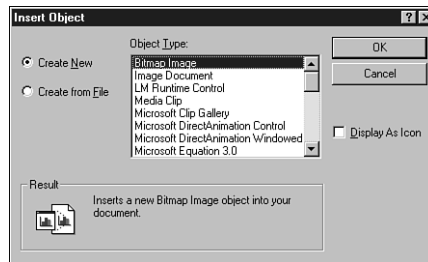 Insert Object
Object Type:
Create New
Create from File
Bitmap Image
Image Document
LM Runtime Control
Media Clip
Microsoft Clip Gallery
Microsoft DirectAnimation Control
Microsoft DirectAnimation Windowed
Microsoft Equation 3.0
OK
Cancel
Display As Icon
Result
Inserts a new Bitmap Image object into your
document.